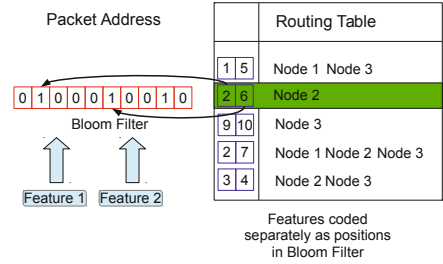 Packet Address
Routing Table
1 5 Node 1 Node 3
0 1 0 0 0 1 0 0 1 0
2 6 Node 2
Bloom Filter
9 10 Node 3
2 7 Node 1 Node 2 Node 3
3 4 Node 2 Node 3
Feature 1
Feature 2
Features coded
separately as positions
in Bloom Filter